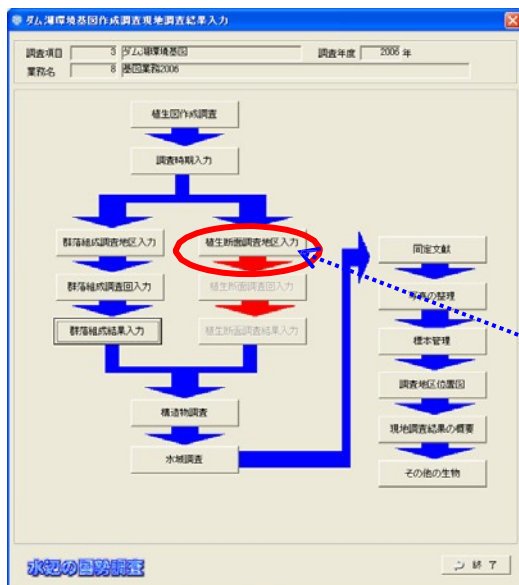 ダム湖環境基図作成調査現地調査結果入力
調査項目 3 ダム湖環境基図 調査年度 2006 年
業務名 8 基図業務2006
植生図作成調査
調査時期入力
群落組成調査地区入力
植生断面調査地区入力
同定文献
群落組成調査回入力
植生断面調査回入力
写真の整理
群落組成結果入力
植生断面調査結果入力
標本管理
調査地区位置図
構造物調査
現地調査結果の概要
水域調査
その他の生物
水辺の国勢調査
終 了